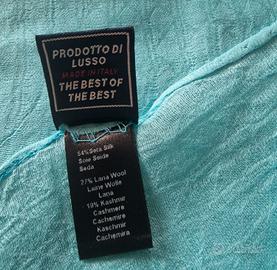 PRODOTTO DI
LUSSO
MADE IN ITALY
THE BEST OF
THE BEST
54% Seta Silk
Soie Seide
Seda
27% Lana Wool
Laine Wolle
Lana
19% Kashmir
Cashmere
Cachemire
Kaschmir
Cachemira
subito